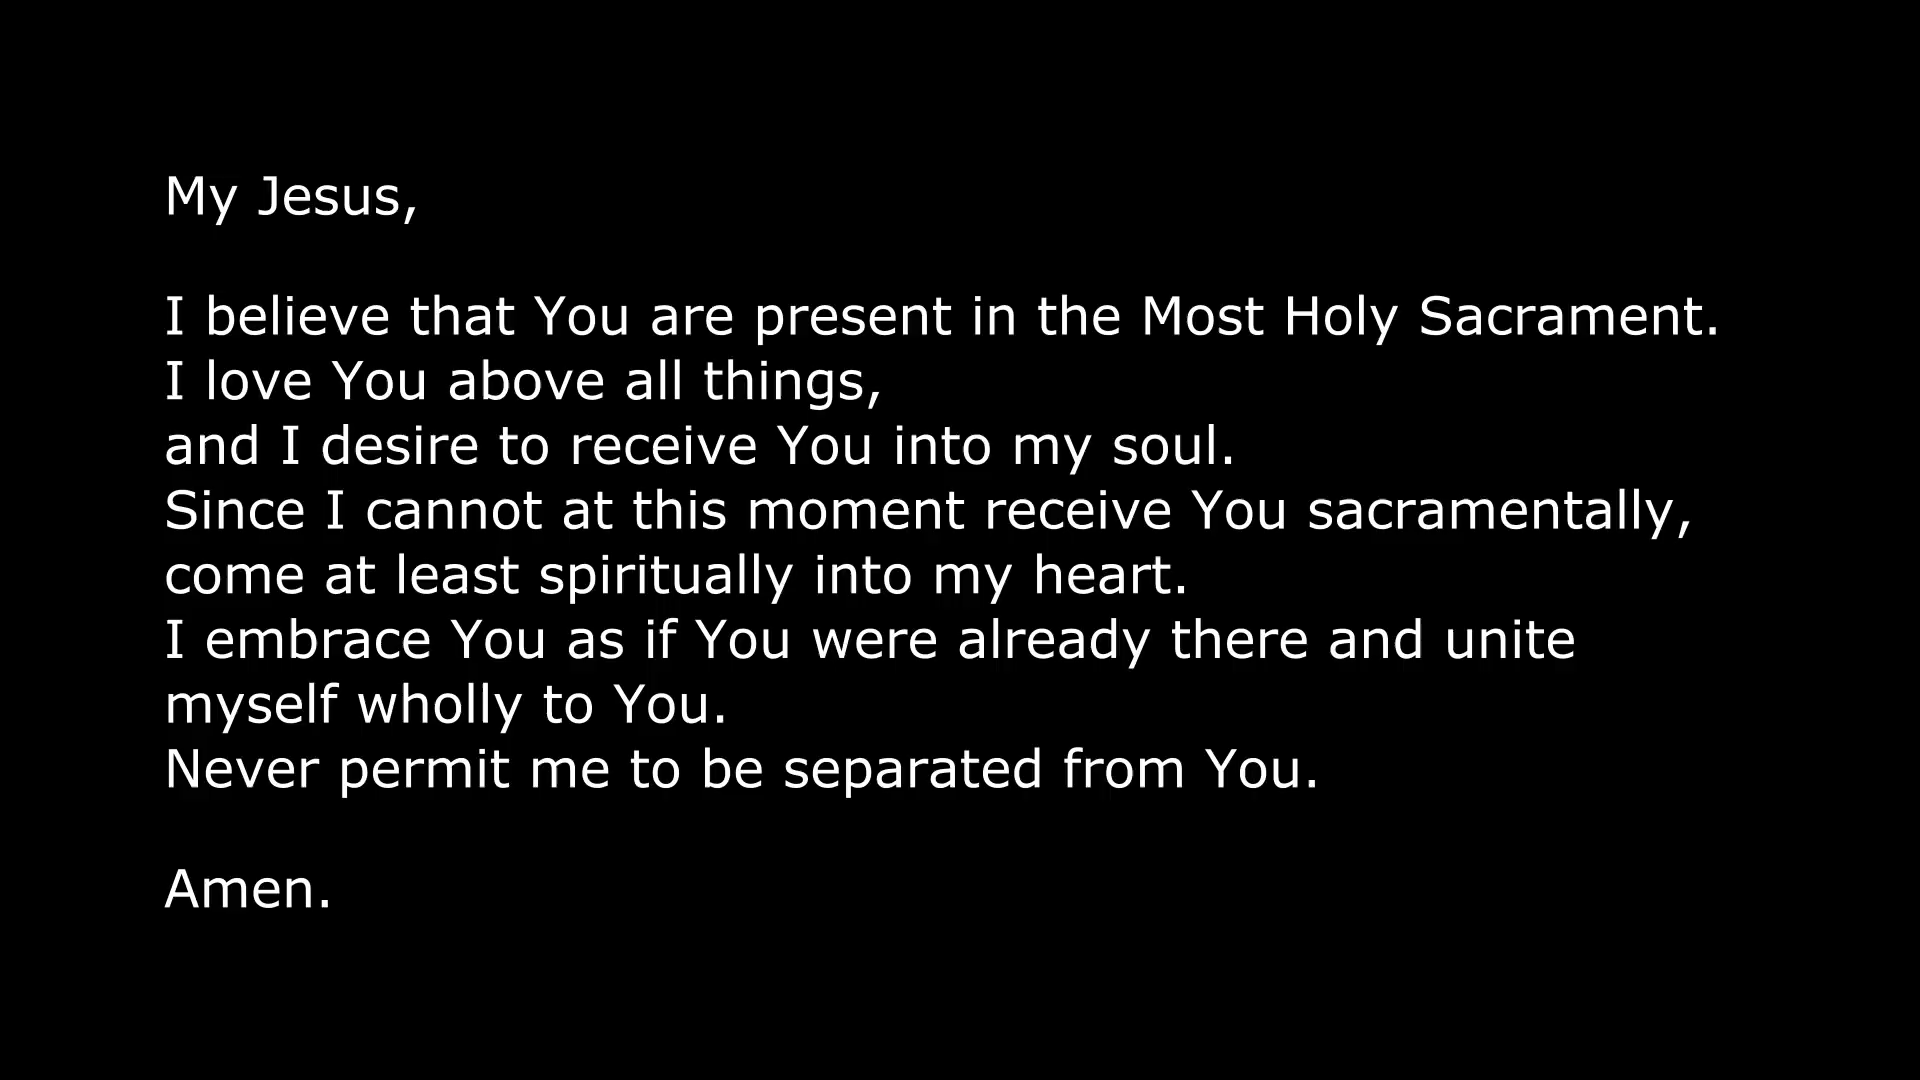 My Jesus,
I believe that You are present in the Most Holy Sacrament.
I love You above all things,
and I desire to receive You into my soul.
Since I cannot at this moment receive You sacramentally,
come at least spiritually into my heart.
I embrace You as if You were already there and unite
myself wholly to You.
Never permit me to be separated from You.
Amen.